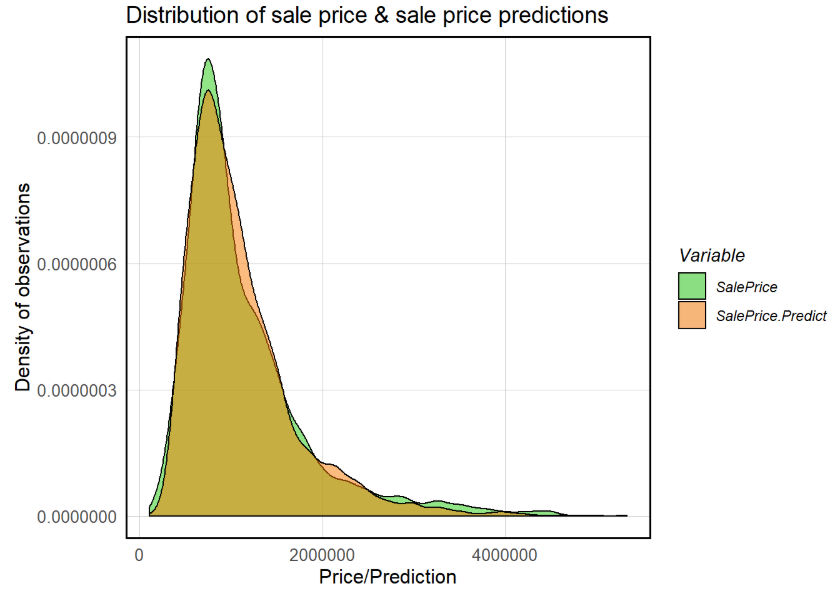 Distribution of sale price & sale price predictions
Density of observations
0.0000009
0.0000006
0.0000003
0.0000000
0
2000000
4000000
Price/Prediction
Variable
SalePrice
SalePrice.Predict